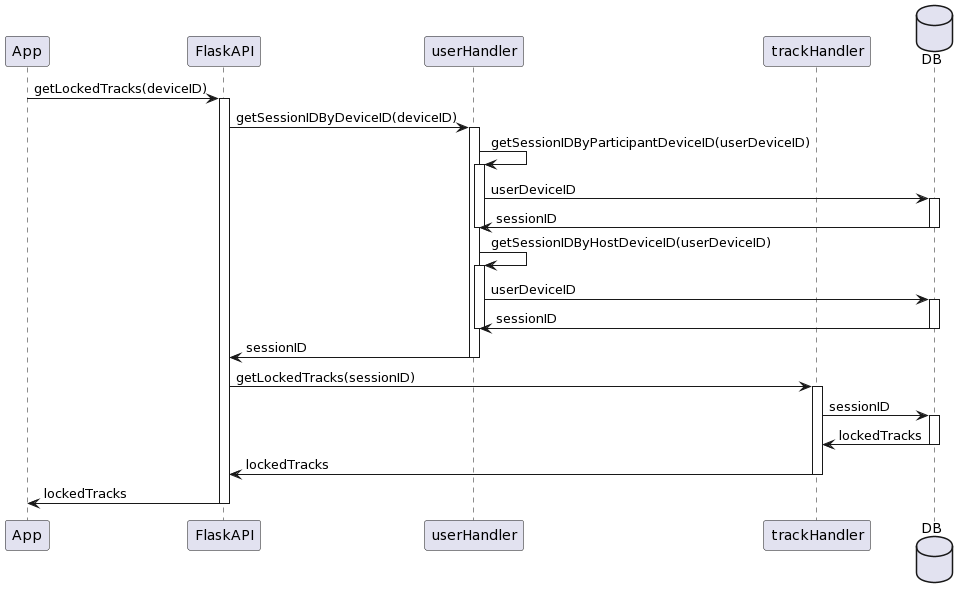 DB
App
FlaskAPI
userHandler
trackHandler
getLockedTracks(deviceID)
getSessionIDByDeviceID(deviceID)
getSessionIDByParticipantDeviceID(userDeviceID)
userDeviceID
sessionID
getSessionIDByHostDeviceID(userDeviceID)
userDeviceID
sessionID
sessionID
getLockedTracks(sessionID)
sessionID
lockedTracks
lockedTracks
lockedTracks
App
FlaskAPI
userHandler
trackHandler
DB